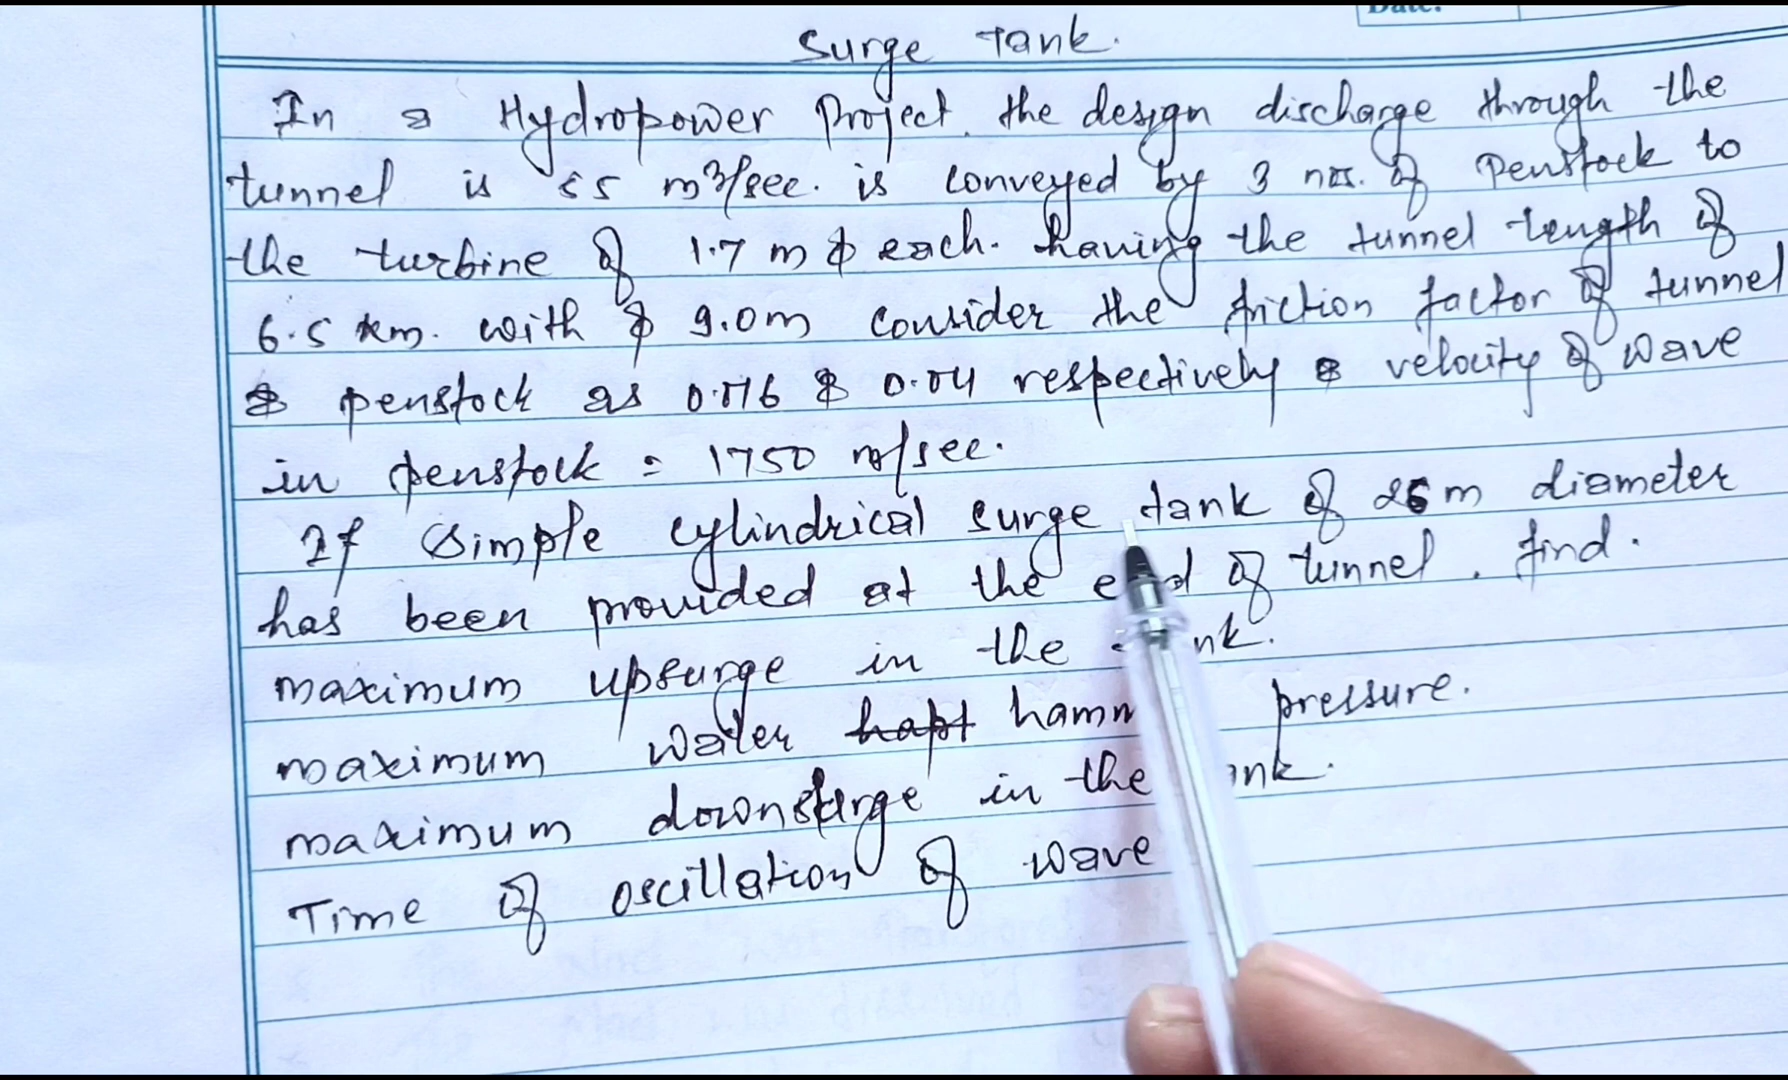 Date:
Surge Tank.
In a Hydropower Project, the design discharge through the
tunnel is 55 m³/sec. is conveyed by 3 nos. of Penstock to
the turbine of 1.7 m ϕ each. having the tunnel length of
6.5 km. with ϕ 9.0m consider the friction factor of tunnel
& penstock as 0.016 & 0.04 respectively & velocity of wave
in penstock = 1750 m/sec.
If simple cylindrical surge tank of 25 m diameter
has been provided at the end of tunnel. find.
maximum upsurge in the nk.
maximum water hamm pressure.
maximum downsurge in the ank.
Time of oscillation of wave